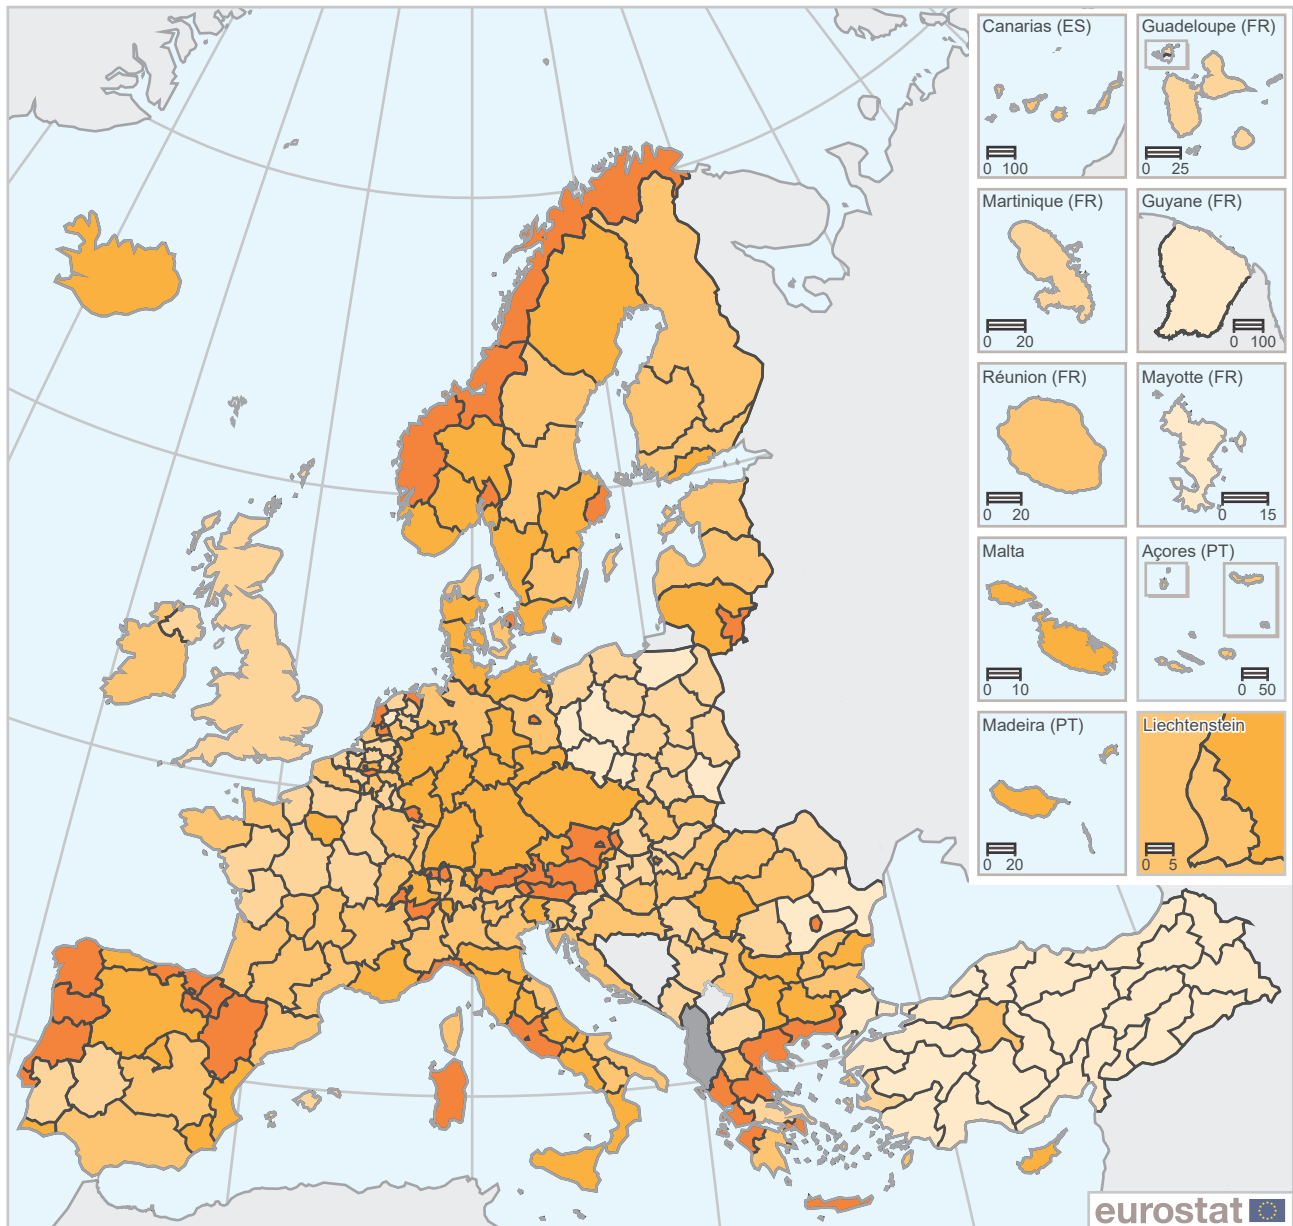 Canarias (ES)
0 100
Guadeloupe (FR)
0 25
Martinique (FR)
0 20
Guyane (FR)
0 100
Réunion (FR)
0 20
Mayotte (FR)
0 15
Malta
0 10
Açores (PT)
0 50
Madeira (PT)
0 20
Liechtenstein
0 5
eurostat